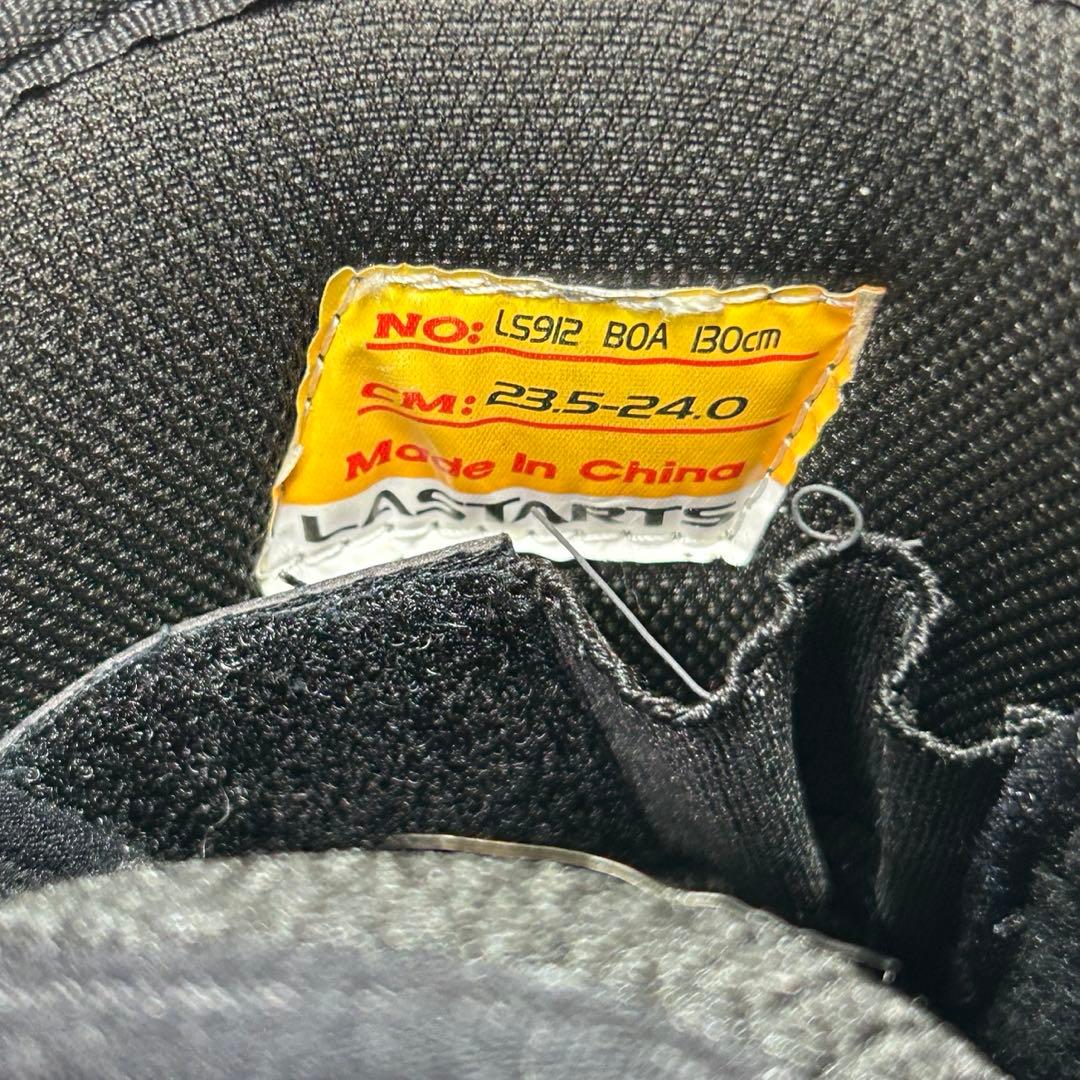 NO: LS912 BOA 130cm
CM: 23.5-24.0
Made In China
LASTARTS